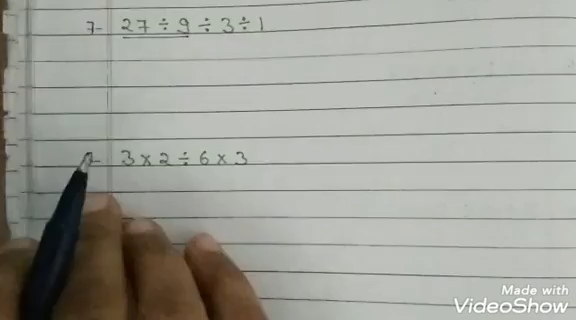 7- 27 ÷ 9 ÷ 3 ÷ 1
3 × 2 ÷ 6 × 3
Made with
VideoShow